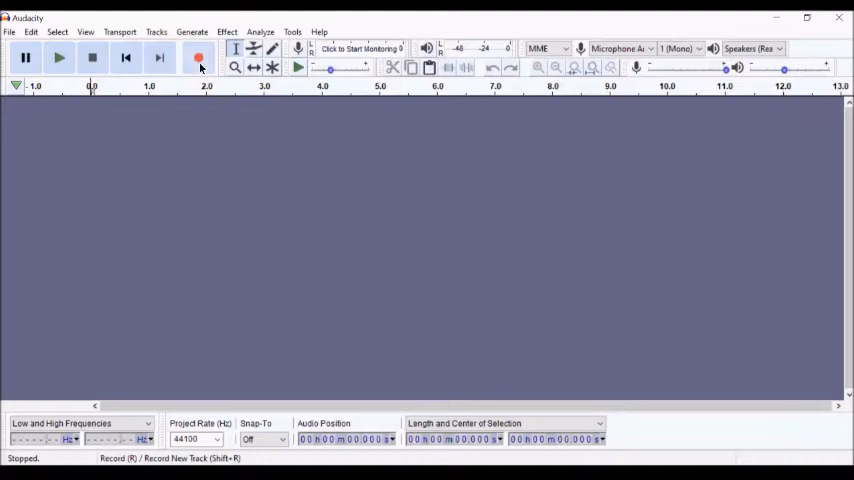 Audacity
File Edit Select View Transport Tracks Generate Effect Analyze Tools Help
L R Click to Start Monitoring 0 L R -48 -24 0 MME Microphone Ar 1 (Mono) Speakers (Rea
- + - + - +
-1.0 0.0 1.0 2.0 3.0 4.0 5.0 6.0 7.0 8.0 9.0 10.0 11.0 12.0 13.0
Low and High Frequencies Project Rate (Hz) Snap-To Audio Position Length and Center of Selection
Hz Hz 44100 Off 00 h 00 m 00.000 s 00 h 00 m 00.000 s 00 h 00 m 00.000 s
Stopped. Record (R) / Record New Track (Shift+R)